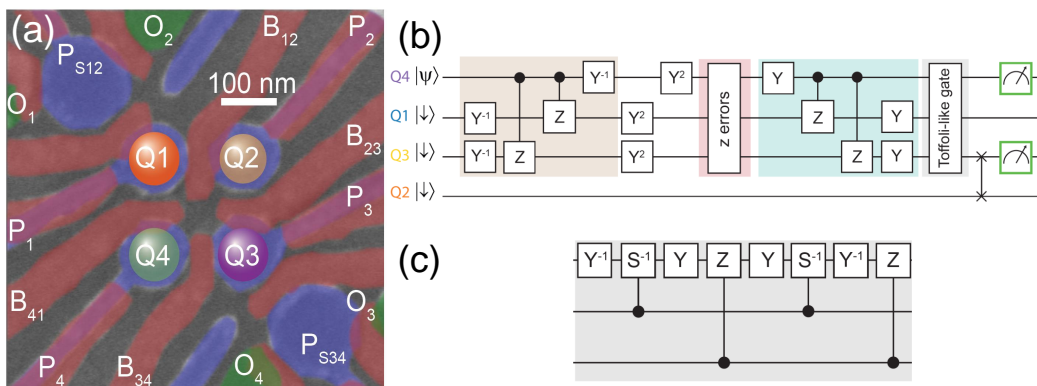 (a)
O2
B12
P2
PS12
100 nm
O1
B23
Q1
Q2
P3
P1
Q4
Q3
B41
O3
PS34
P4
B34
O4
(b)
Q4 |ψ⟩ Y-1 Y2 Y
Z Z
Q1 |↓⟩ Y-1 Y2 Y
Q3 |↓⟩ Y-1 Z Y2 Z Y
Q2 |↓⟩
z errors
Toffoli-like gate
(c)
Y-1 S-1 Y Z Y S-1 Y-1 Z